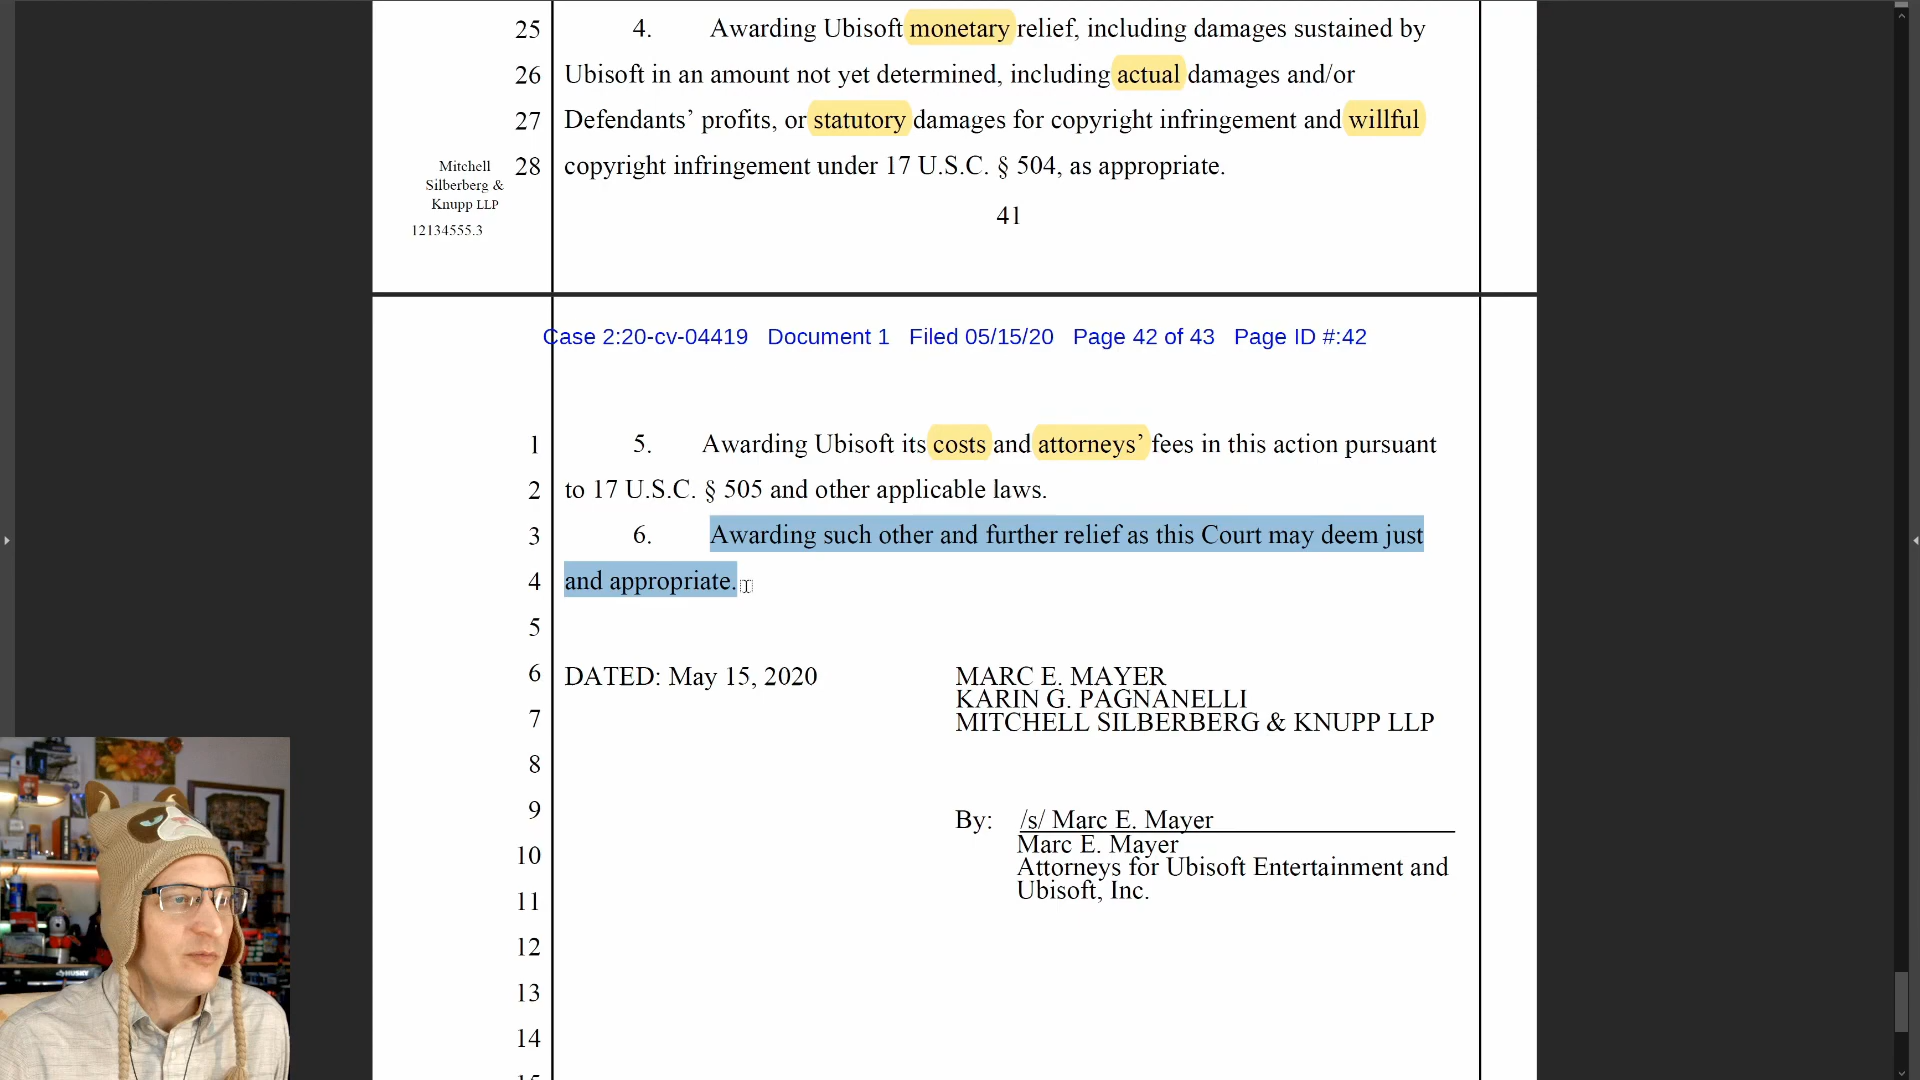 25 4. Awarding Ubisoft monetary relief, including damages sustained by
26 Ubisoft in an amount not yet determined, including actual damages and/or
27 Defendants’ profits, or statutory damages for copyright infringement and willful
28 copyright infringement under 17 U.S.C. § 504, as appropriate.
Mitchell
Silberberg &
Knupp LLP
12134555.3
41
Case 2:20-cv-04419 Document 1 Filed 05/15/20 Page 42 of 43 Page ID #:42
1 5. Awarding Ubisoft its costs and attorneys’ fees in this action pursuant
2 to 17 U.S.C. § 505 and other applicable laws.
3 6. Awarding such other and further relief as this Court may deem just
4 and appropriate.
5
6 DATED: May 15, 2020 MARC E. MAYER
KARIN G. PAGNANELLI
7 MITCHELL SILBERBERG & KNUPP LLP
8
9 By: /s/ Marc E. Mayer
Marc E. Mayer
10 Attorneys for Ubisoft Entertainment and
11 Ubisoft, Inc.
12
13
14
15
HUSKY